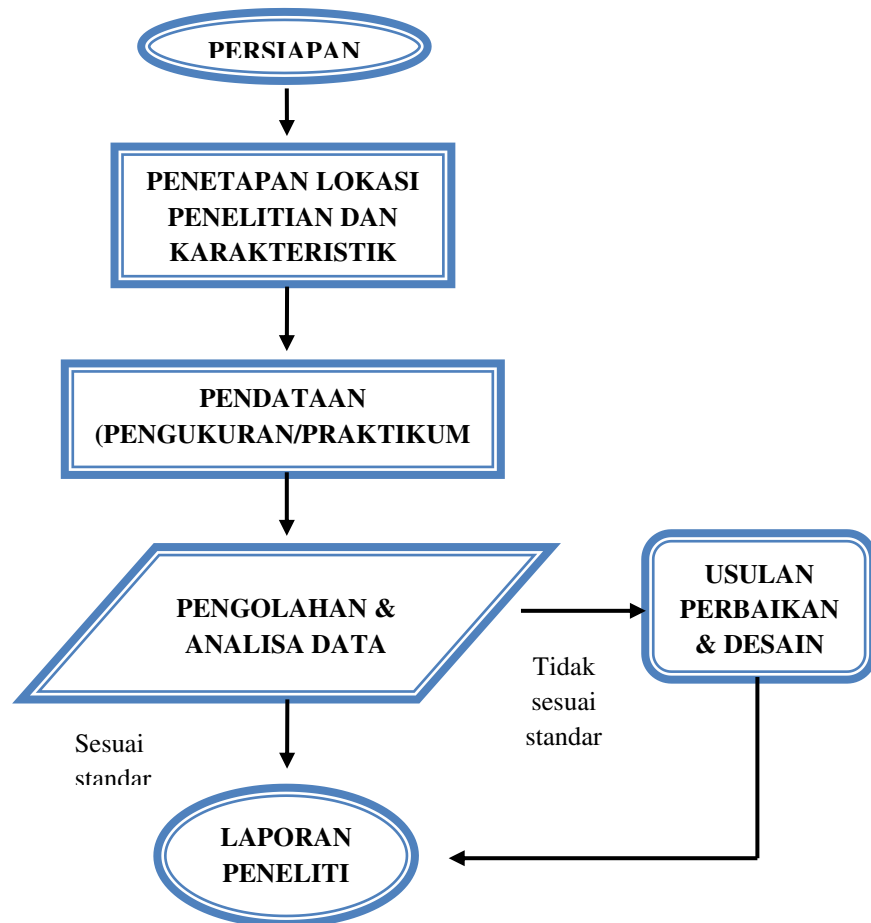 PERSIAPAN
PENETAPAN LOKASI
PENELITIAN DAN
KARAKTERISTIK
PENDATAAN
(PENGUKURAN/PRAKTIKUM
PENGOLAHAN &
ANALISA DATA
USULAN
PERBAIKAN
& DESAIN
Tidak
sesuai
standar
Sesuai
standar
LAPORAN
PENELITI